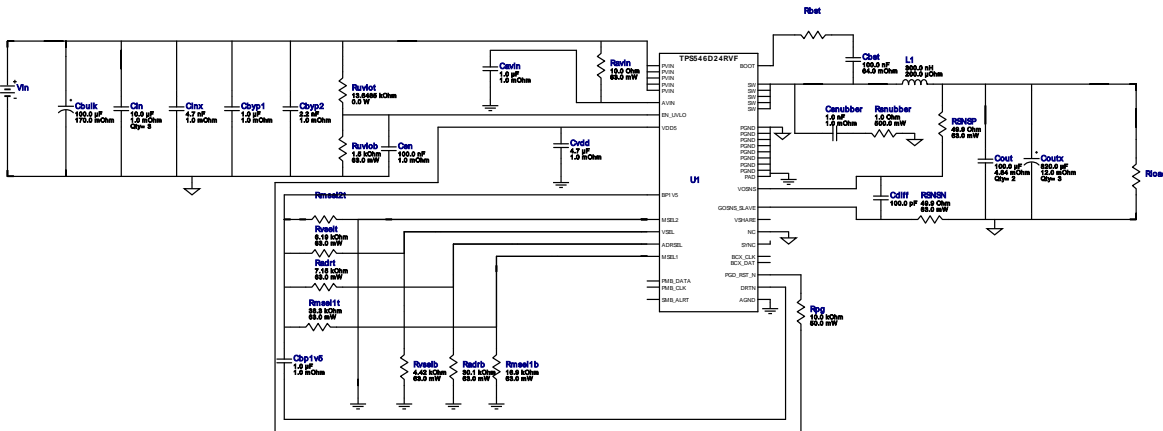 Rbst
TPS546D24RVF
PVIN
PVIN
PVIN
PVIN
PVIN
AVIN
EN_UVLO
VDD5
BP1V5
MSEL2
VSEL
ADRSEL
MSEL1
PMB_DATA
PMB_CLK
SMB_ALRT
U1
BOOT
SW
SW
SW
SW
SW
PGND
PGND
PGND
PGND
PGND
PGND
PGND
PGND
PAD
VOSNS
GOSNS_SLAVE
VSHARE
NC
SYNC
BCX_CLK
BCX_DAT
PGD_RST_N
DRTN
AGND
Vin
Cbulk
100.0 µF
170.0 mOhm
Cin
10.0 µF
1.0 mOhm
Qty= 3
Cinx
4.7 nF
1.0 mOhm
Cbyp1
1.0 µF
1.0 mOhm
Cbyp2
2.2 nF
1.0 mOhm
Ruvlot
0.0 W
Ruvlob
1.5 kOhm
63.0 mW
Cen
100.0 nF
1.0 mOhm
Cavin
1.0 µF
1.0 mOhm
Ravin
10.0 Ohm
63.0 mW
Cvdd
4.7 µF
1.0 mOhm
Cbst
100.0 nF
64.0 mOhm
L1
300.0 nH
200.0 µOhm
Csnubber
1.0 nF
1.0 mOhm
Rsnubber
1.0 Ohm
500.0 mW
RSNSP
49.9 Ohm
63.0 mW
Cout
100.0 µF
4.54 mOhm
Qty= 2
Coutx
820.0 µF
12.0 mOhm
Qty= 3
Cdiff
100.0 pF
RSNSN
49.9 Ohm
63.0 mW
Rmsel2t
Rvselt
6.19 kOhm
63.0 mW
Radrt
7.15 kOhm
63.0 mW
Rmsel1t
38.3 kOhm
63.0 mW
Cbp1v5
1.0 µF
1.0 mOhm
Rvselb
4.42 kOhm
63.0 mW
Radrb
30.1 kOhm
63.0 mW
Rmsel1b
16.9 kOhm
63.0 mW
Rpg
10.0 kOhm
50.0 mW